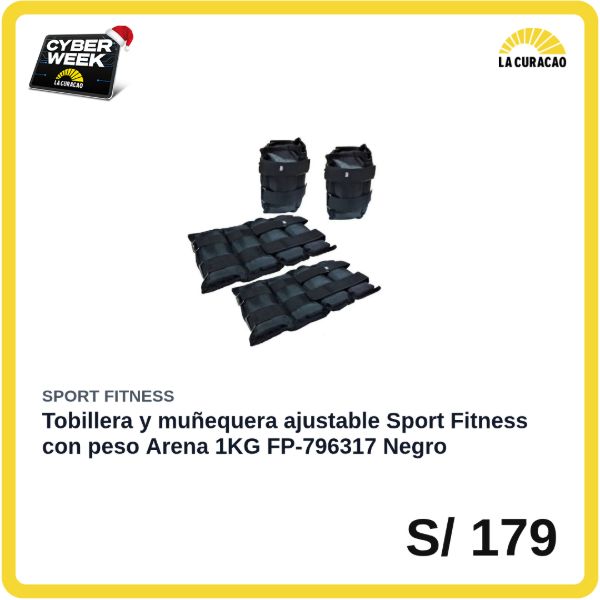 CYBER
WEEK
LA CURACAO
LA CURACAO
SPORT FITNESS
Tobillera y muñequera ajustable Sport Fitness
con peso Arena 1KG FP-796317 Negro
S/ 179